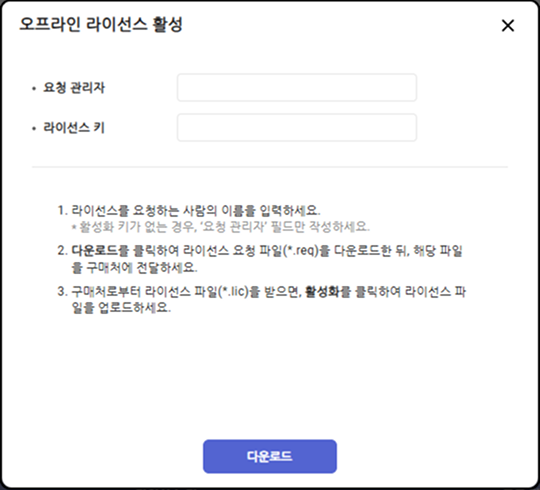 오프라인 라이선스 활성
• 요청 관리자
• 라이선스 키
1. 라이선스를 요청하는 사람의 이름을 입력하세요.
* 활성화 키가 없는 경우, '요청 관리자' 필드만 작성하세요.
2. 다운로드를 클릭하여 라이선스 요청 파일(*.req)을 다운로드한 뒤, 해당 파일
을 구매처에 전달하세요.
3. 구매처로부터 라이선스 파일(*.lic)을 받으면, 활성화를 클릭하여 라이선스 파
일을 업로드하세요.
다운로드